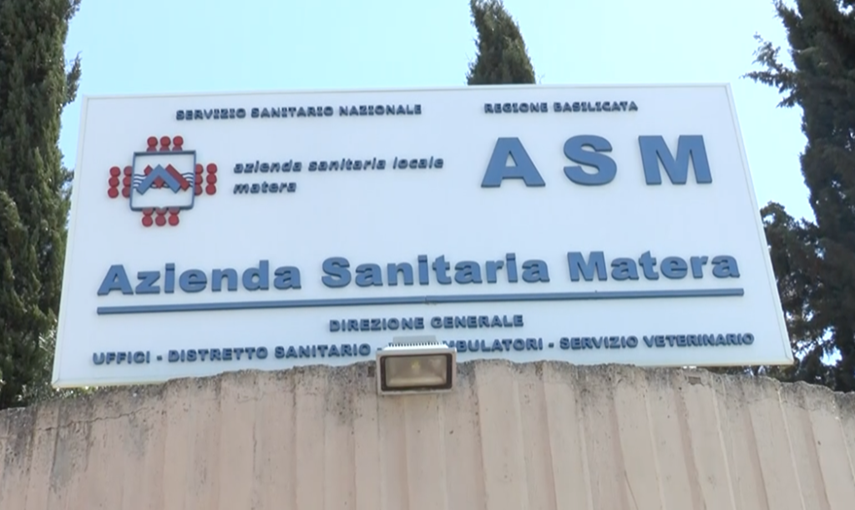 SERVIZIO SANITARIO NAZIONALE REGIONE BASILICATA
azienda sanitaria locale
matera
ASM
Azienda Sanitaria Matera
DIREZIONE GENERALE
UFFICI - DISTRETTO SANITARIO - MBULATORI - SERVIZIO VETERINARIO